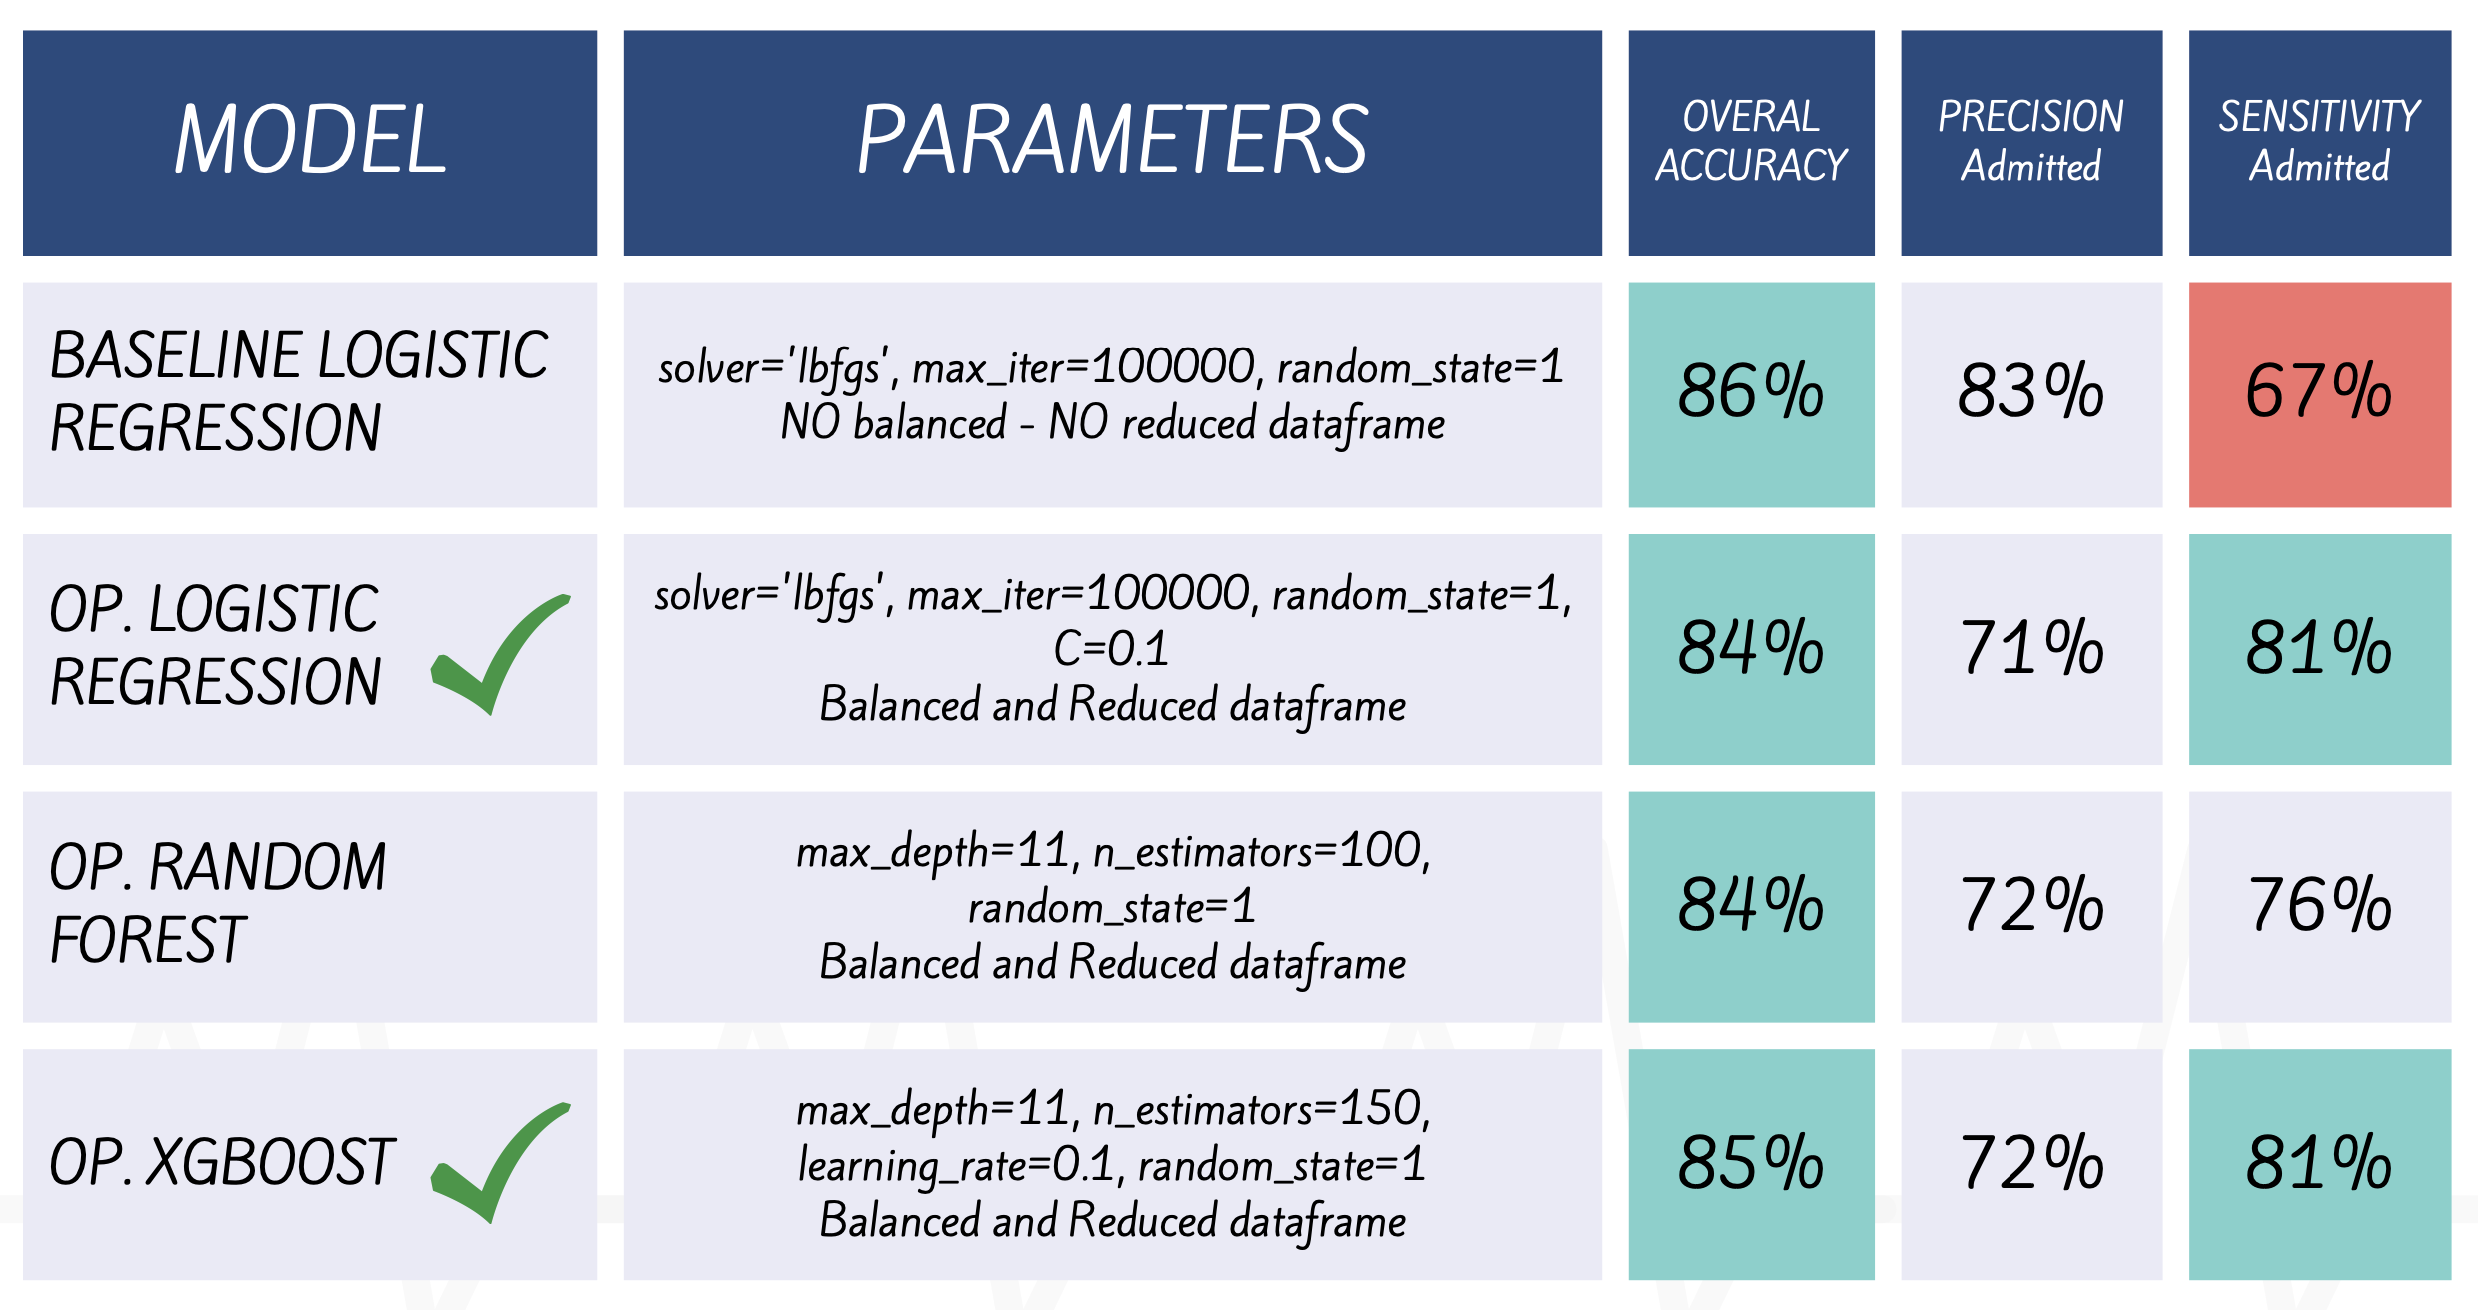 MODEL
PARAMETERS
OVERAL
ACCURACY
PRECISION
Admitted
SENSITIVITY
Admitted
BASELINE LOGISTIC
REGRESSION
solver='lbfgs', max_iter=100000, random_state=1
NO balanced - NO reduced dataframe
86%
83%
67%
OP. LOGISTIC
REGRESSION
solver='lbfgs', max_iter=100000, random_state=1,
C=0.1
Balanced and Reduced dataframe
84%
71%
81%
OP. RANDOM
FOREST
max_depth=11, n_estimators=100,
random_state=1
Balanced and Reduced dataframe
84%
72%
76%
OP. XGBOOST
max_depth=11, n_estimators=150,
learning_rate=0.1, random_state=1
Balanced and Reduced dataframe
85%
72%
81%